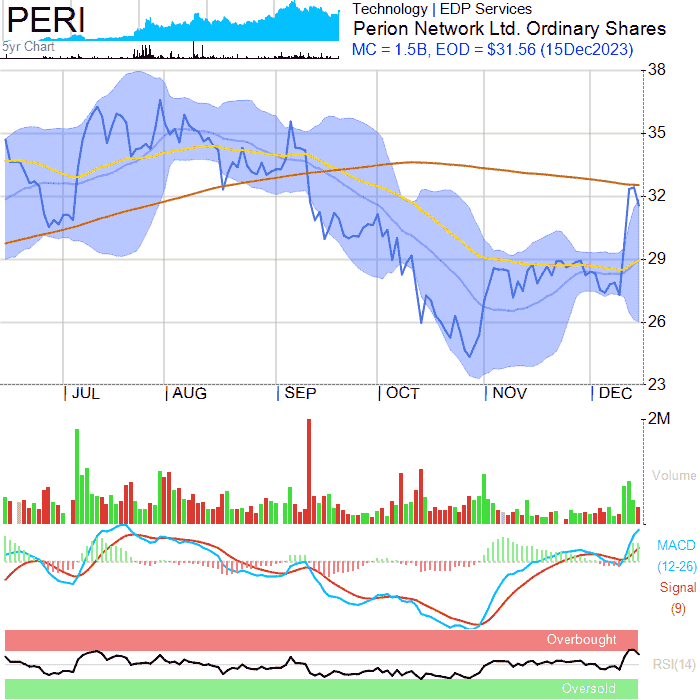 PERI
5yr Chart
Technology | EDP Services
Perion Network Ltd. Ordinary Shares
MC = 1.5B, EOD = $31.56 (15Dec2023)
38
35
32
29
26
23
JUL AUG SEP OCT NOV DEC
2M
Volume
MACD
(12-26)
Signal
(9)
Overbought
RSI(14)
Oversold